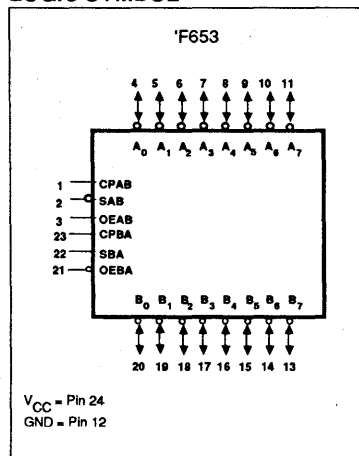 'F653
4 5 6 7 8 9 10 11
A0 A1 A2 A3 A4 A5 A6 A7
1 CPAB
2 SAB
3 OEAB
23 CPBA
22 SBA
21 OEBA
B0 B1 B2 B3 B4 B5 B6 B7
20 19 18 17 16 15 14 13
VCC = Pin 24
GND = Pin 12